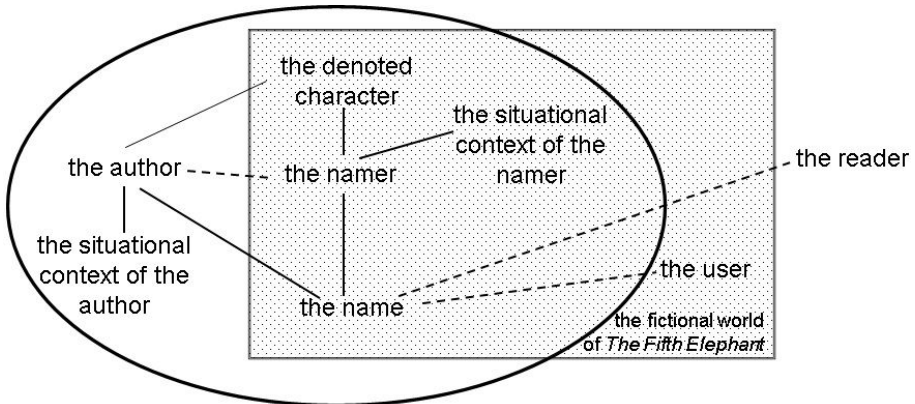 the denoted
character
the situational
context of the
namer
the author
the namer
the reader
the situational
context of the
author
the user
the name
the fictional world
of The Fifth Elephant